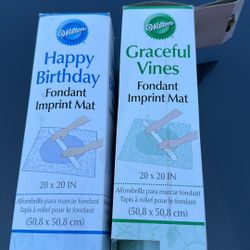 Wilton
Happy
Birthday
Fondant
Imprint Mat
20 x 20 IN
Alfombrilla para marcar fondant
Tapis à relief pour le fondant
(50,8 x 50,8 cm)
Wilton
Graceful
Vines
Fondant
Imprint Mat
20 x 20 IN
Alfombrilla para marcar fondant
Tapis à relief pour le fondant
(50,8 x 50,8 cm)